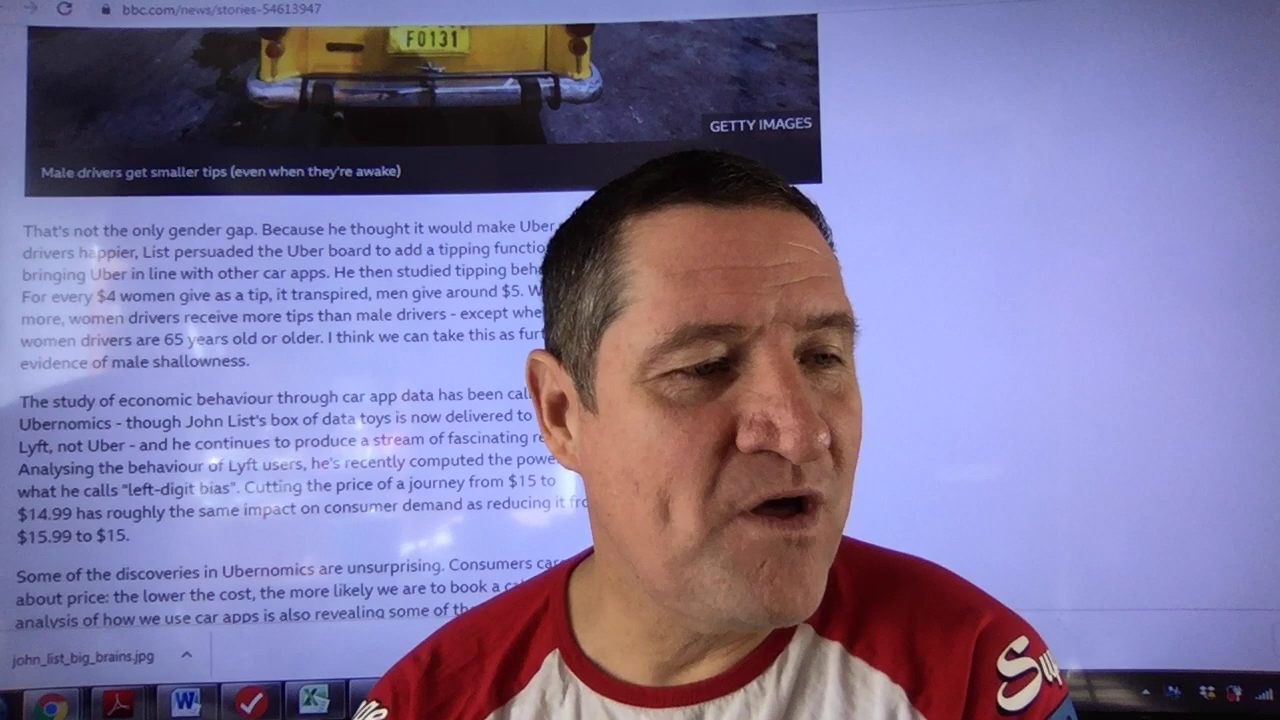 bbc.com/news/stories-54613947
F0131
GETTY IMAGES
Male drivers get smaller tips (even when they're awake)
That's not the only gender gap. Because he thought it would make Uber
drivers happier, List persuaded the Uber board to add a tipping functio
bringing Uber in line with other car apps. He then studied tipping beh
For every $4 women give as a tip, it transpired, men give around $5. W
more, women drivers receive more tips than male drivers - except whe
women drivers are 65 years old or older. I think we can take this as fur
evidence of male shallowness.
The study of economic behaviour through car app data has been cal
Ubernomics - though John List's box of data toys is now delivered to
Lyft, not Uber - and he continues to produce a stream of fascinating re
Analysing the behaviour of Lyft users, he's recently computed the powe
what he calls "left-digit bias". Cutting the price of a journey from $15 to
$14.99 has roughly the same impact on consumer demand as reducing it fro
$15.99 to $15.
Some of the discoveries in Ubernomics are unsurprising. Consumers car
about price: the lower the cost, the more likely we are to book a ca
analysis of how we use car apps is also revealing some of the
john_list_big_brains.jpg
Sup